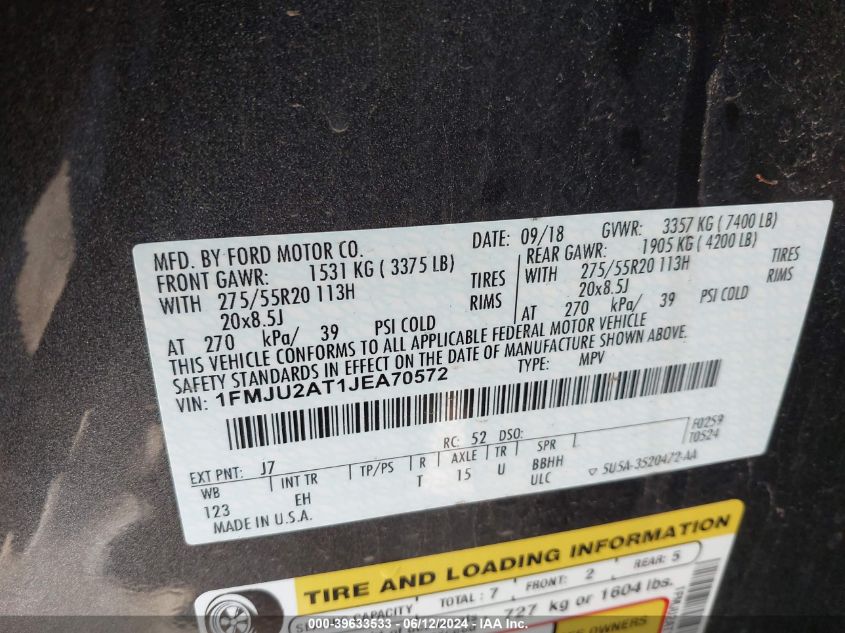 MFD. BY FORD MOTOR CO.
DATE: 09/18 GVWR: 3357 KG ( 7400 LB)
FRONT GAWR: 1531 KG ( 3375 LB) REAR GAWR: 1905 KG ( 4200 LB)
WITH 275/55R20 113H TIRES WITH 275/55R20 113H TIRES
20x8.5J RIMS 20x8.5J RIMS
AT 270 kPa/ 39 PSI COLD AT 270 kPa/ 39 PSI COLD
THIS VEHICLE CONFORMS TO ALL APPLICABLE FEDERAL MOTOR VEHICLE
SAFETY STANDARDS IN EFFECT ON THE DATE OF MANUFACTURE SHOWN ABOVE.
VIN: 1FMJU2AT1JEA70572 TYPE: MPV
F0259
T0524
EXT PNT: J7 RC: 52 DSO:
WB INT TR TP/PS R AXLE TR SPR
123 EH T 15 U BBHH
ULC
5U5A-3520472-AA
MADE IN U.S.A.
TIRE AND LOADING INFORMATION
CAPACITY TOTAL : 7 FRONT: 2 REAR: 5
727 kg or 1604 lbs.
OWNERS
000-39633533 - 06/12/2024 - IAA Inc.